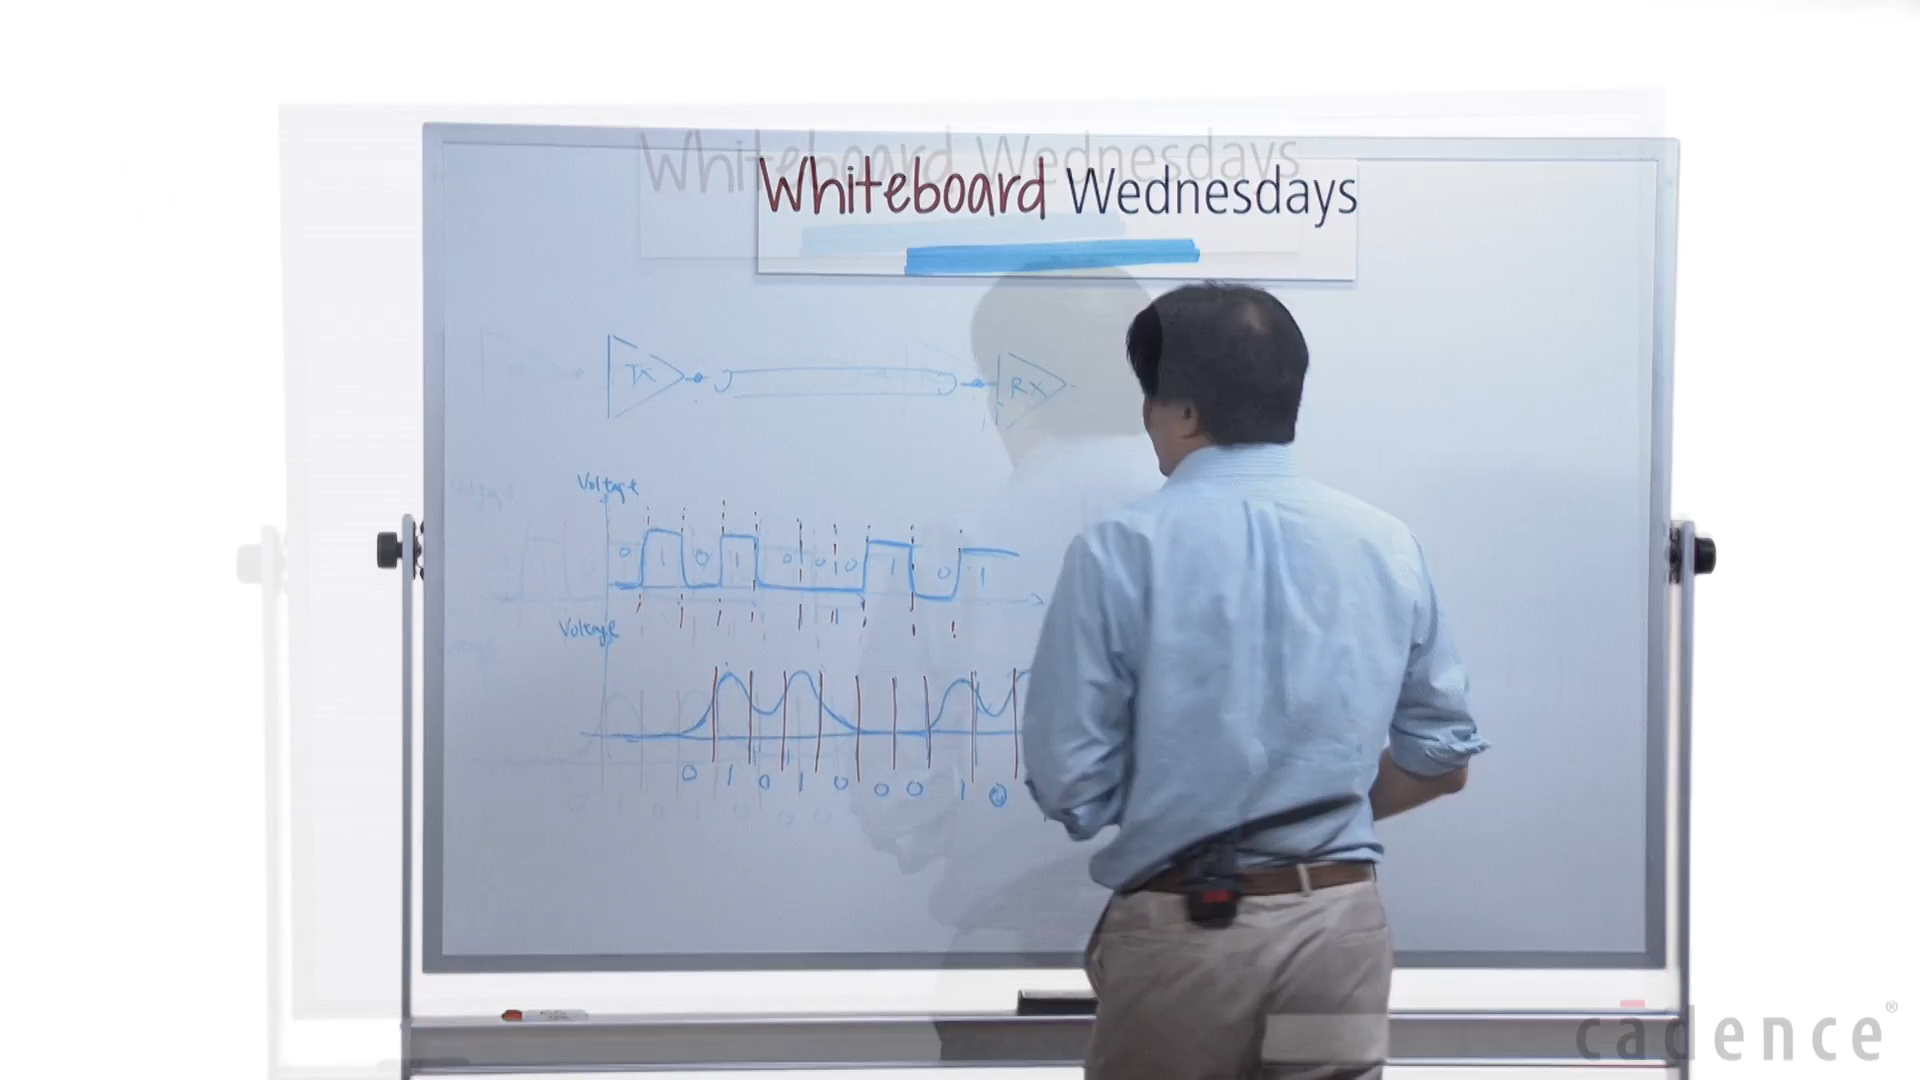 Whiteboard Wednesdays
TX
RX
Voltage
0 1 0 1 0 0 0 1 0 1
Voltage
0 1 0 1 0 0 0 1 0
cadence®